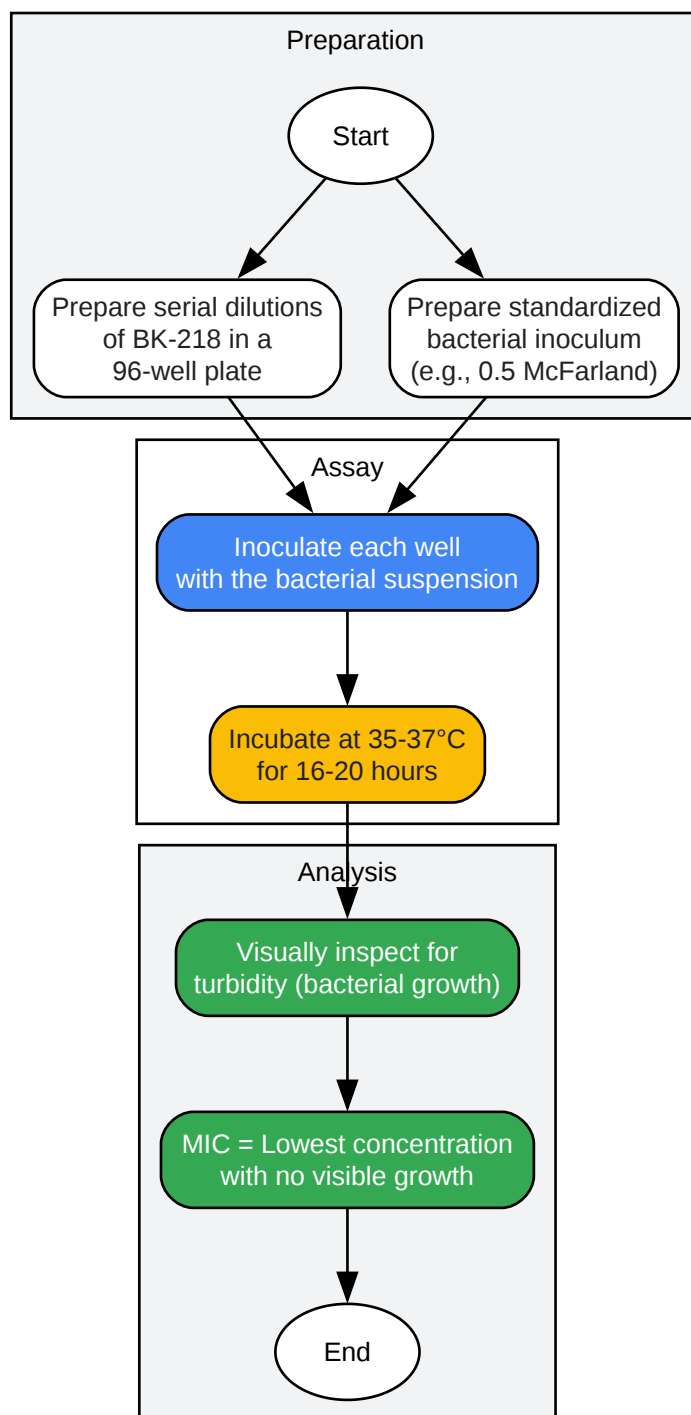 Preparation
Start
Prepare serial dilutions
of BK-218 in a
96-well plate
Prepare standardized
bacterial inoculum
(e.g., 0.5 McFarland)
Assay
Inoculate each well
with the bacterial suspension
Incubate at 35-37°C
for 16-20 hours
Analysis
Visually inspect for
turbidity (bacterial growth)
MIC = Lowest concentration
with no visible growth
End